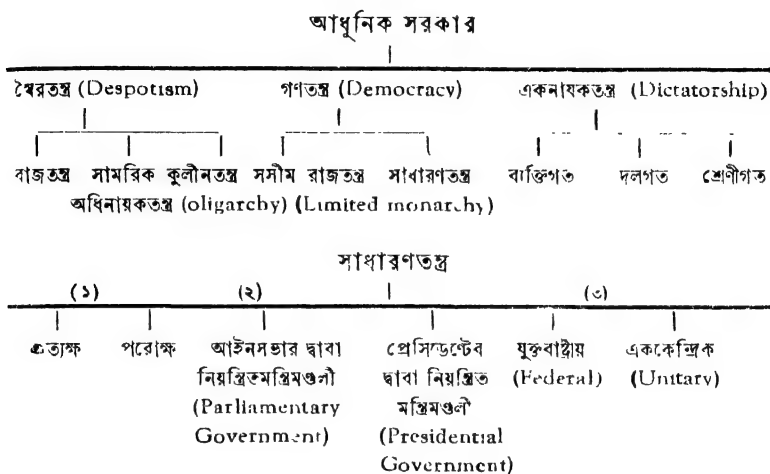 আধুনিক সরকার
স্বৈরতন্ত্র (Despotism) গণতন্ত্র (Democracy) একনায়কতন্ত্র (Dictatorship)
বাজতন্ত্র সামরিক কুলীনতন্ত্র সসীম রাজতন্ত্র সাধারণতন্ত্র ব্যক্তিগত দলগত শ্রেণীগত
অধিনায়কতন্ত্র (oligarchy) (Limited monarchy)
সাধারণতন্ত্র
(১) (২) (৩)
প্রত্যক্ষ পরোক্ষ আইনসভার দ্বাবা প্রেসিডেণ্টেব যুক্তবাষ্ট্রীয় এককেন্দ্রিক
নিয়ন্ত্রিতমন্ত্রিমণ্ডলী দ্বাবা নিয়ন্ত্রিত (Federal) (Unitary)
(Parliamentary মন্ত্রিমণ্ডলী
Government) (Presidential
Government)